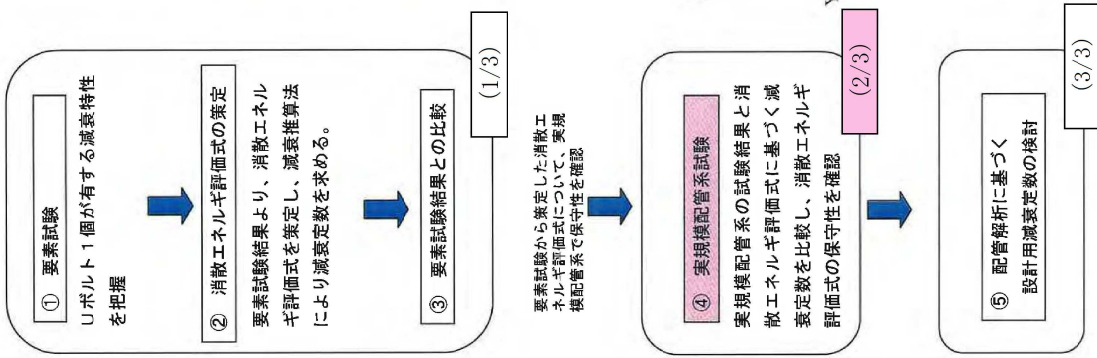 ① 要素試験
Uボルト1個が有する減衰特性
を把握
② 消散エネルギ評価式の策定
要素試験結果より、消散エネル
ギ評価式を策定し、減衰推算法
により減衰定数を求める。
③ 要素試験結果との比較
(1/3)
要素試験から策定した消散エ
ネルギ評価式について、実規
模配管系で保守性を確認
④ 実規模配管系試験
実規模配管系の試験結果と消
散エネルギ評価式に基づく減
衰定数を比較し、消散エネルギ
評価式の保守性を確認
(2/3)
⑤ 配管解析に基づく
設計用減衰定数の検討
(3/3)